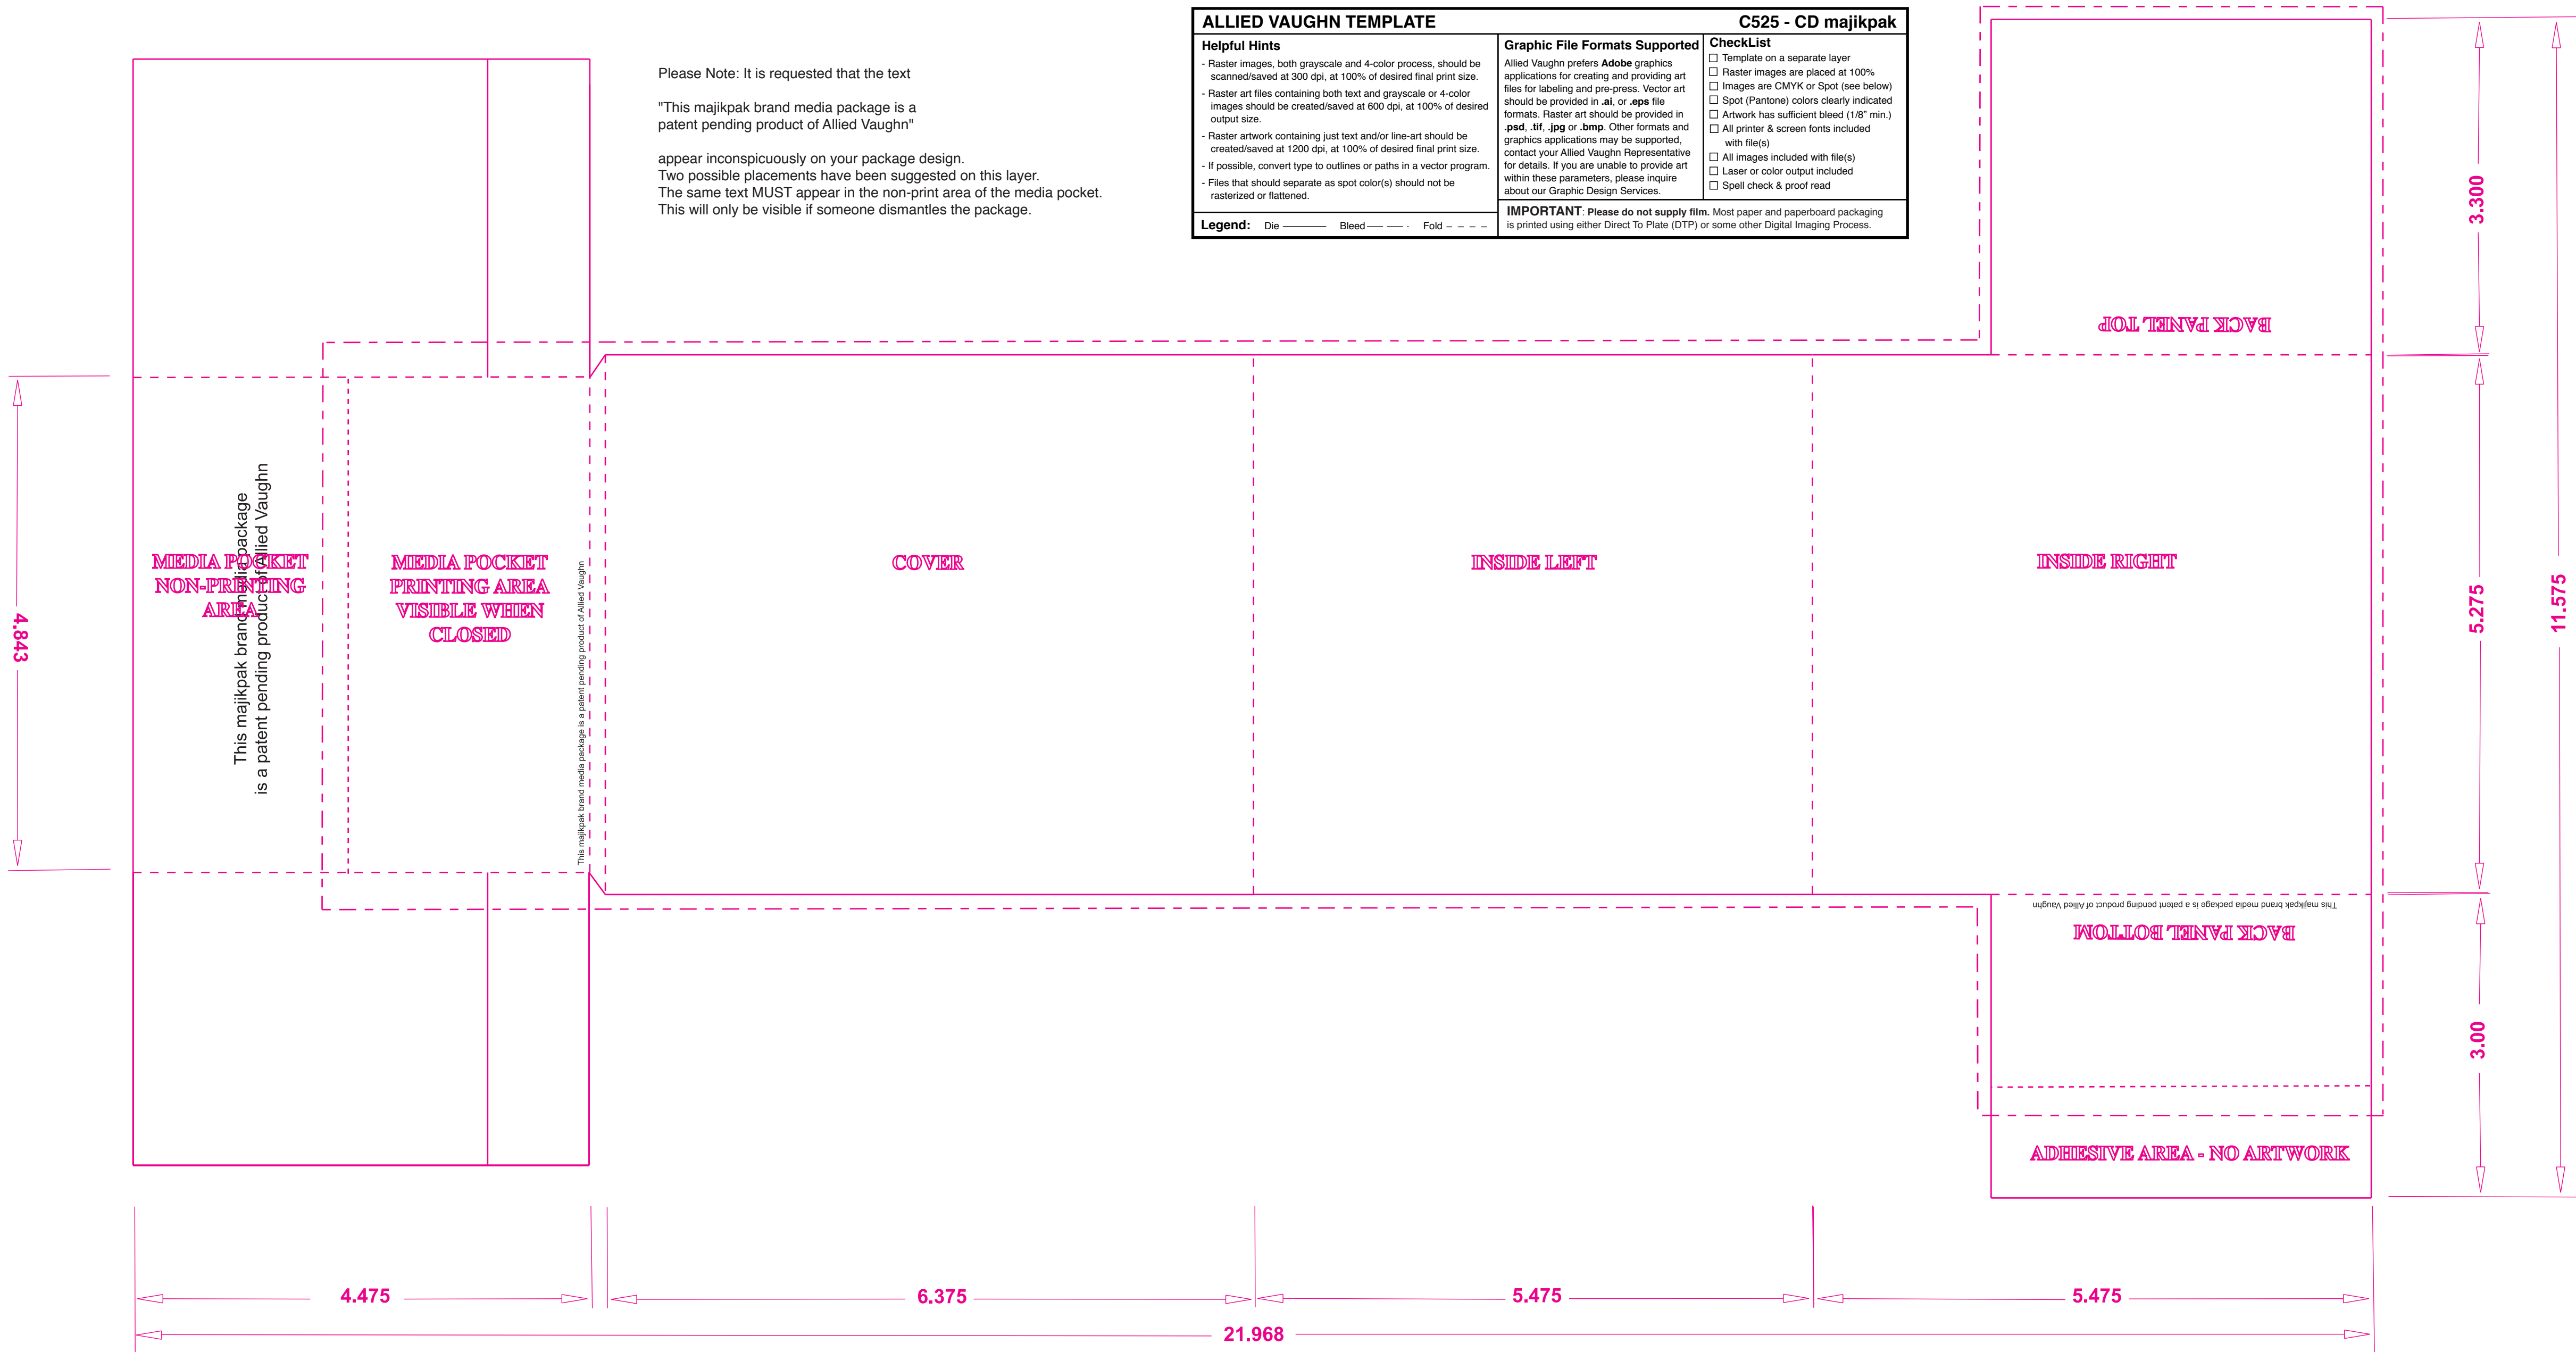 ALLIED VAUGHN TEMPLATE
C525 - CD majikpak
Helpful Hints
- Raster images, both grayscale and 4-color process, should be
scanned/saved at 300 dpi, at 100% of desired final print size.
- Raster art files containing both text and grayscale or 4-color
images should be created/saved at 600 dpi, at 100% of desired
output size.
- Raster artwork containing just text and/or line-art should be
created/saved at 1200 dpi, at 100% of desired final print size.
- If possible, convert type to outlines or paths in a vector program.
- Files that should separate as spot color(s) should not be
rasterized or flattened.
Legend: Die Bleed Fold
Graphic File Formats Supported
Allied Vaughn prefers Adobe graphics
applications for creating and providing art
files for labeling and pre-press. Vector art
should be provided in .ai, or .eps file
formats. Raster art should be provided in
.psd, .tif, .jpg or .bmp. Other formats and
graphics applications may be supported,
contact your Allied Vaughn Representative
for details. If you are unable to provide art
within these parameters, please inquire
about our Graphic Design Services.
CheckList
Template on a separate layer
Raster images are placed at 100%
Images are CMYK or Spot (see below)
Spot (Pantone) colors clearly indicated
Artwork has sufficient bleed (1/8" min.)
All printer & screen fonts included
with file(s)
All images included with file(s)
Laser or color output included
Spell check & proof read
IMPORTANT: Please do not supply film. Most paper and paperboard packaging
is printed using either Direct To Plate (DTP) or some other Digital Imaging Process.
Please Note: It is requested that the text
"This majikpak brand media package is a
patent pending product of Allied Vaughn"
appear inconspicuously on your package design.
Two possible placements have been suggested on this layer.
The same text MUST appear in the non-print area of the media pocket.
This will only be visible if someone dismantles the package.
BACK PANEL TOP
3.300
4.843
MEDIA POCKET
NON-PRINTING
AREA
This majikpak brand media package
is a patent pending product of Allied Vaughn
MEDIA POCKET
PRINTING AREA
VISIBLE WHEN
CLOSED
This majikpak brand media package is a patent pending product of Allied Vaughn
COVER
INSIDE LEFT
INSIDE RIGHT
5.275
11.575
This majikpak brand media package is a patent pending product of Allied Vaughn
BACK PANEL BOTTOM
3.00
ADHESIVE AREA - NO ARTWORK
4.475
6.375
5.475
5.475
21.968